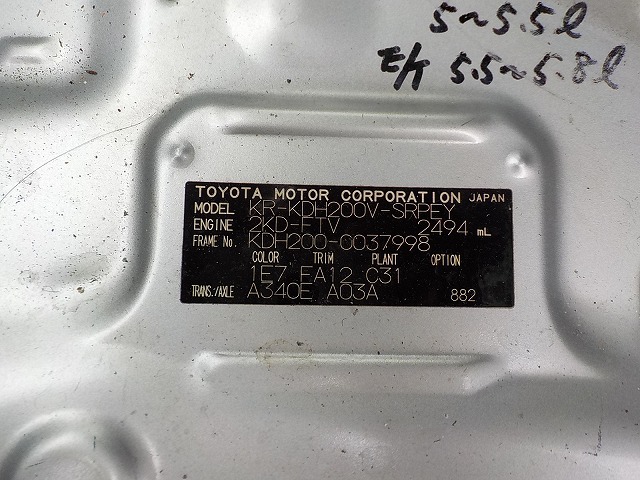 5~5.5ℓ
E/K 5.5~5.8ℓ
TOYOTA MOTOR CORPORATION JAPAN
MODEL KR-KDH200V-SRPEY
ENGINE 2KD-FTV 2494 mL
FRAME No. KDH200-0037998
COLOR TRIM PLANT OPTION
1E7 FA12 C31
TRANS./AXLE A340E A03A 882